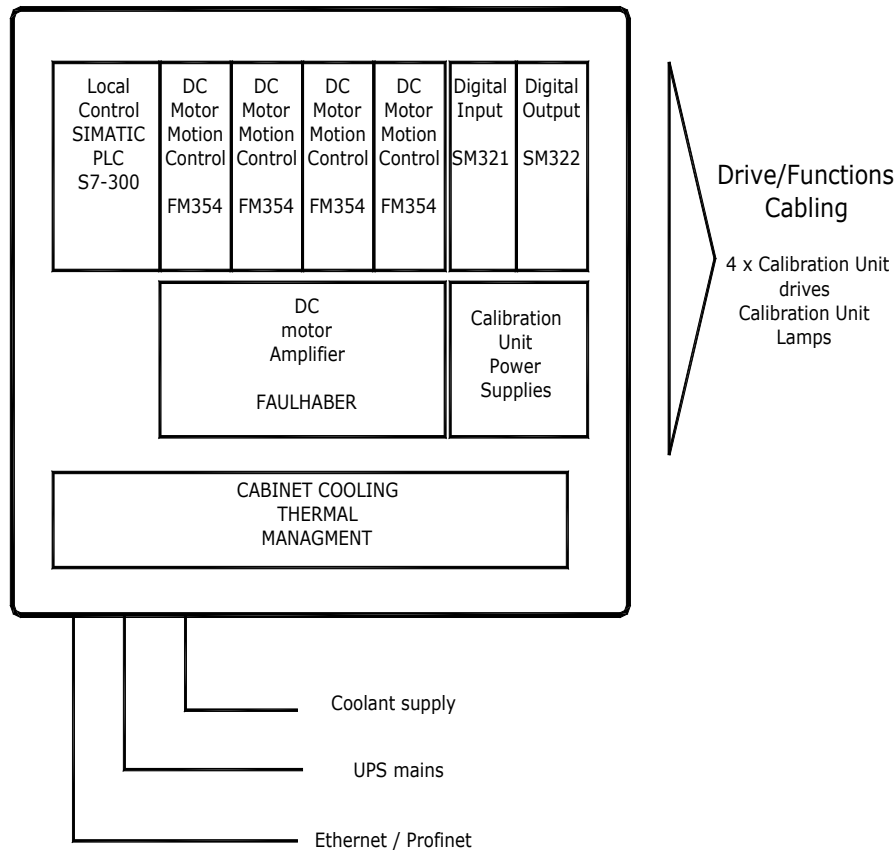 Local
Control
SIMATIC
PLC
S7-300
DC
Motor
Motion
Control
FM354
DC
Motor
Motion
Control
FM354
DC
Motor
Motion
Control
FM354
DC
Motor
Motion
Control
FM354
Digital
Input
SM321
Digital
Output
SM322
DC
motor
Amplifier
FAULHABER
Calibration
Unit
Power
Supplies
CABINET COOLING
THERMAL
MANAGMENT
Drive/Functions
Cabling
4 x Calibration Unit
drives
Calibration Unit
Lamps
Coolant supply
UPS mains
Ethernet / Profinet